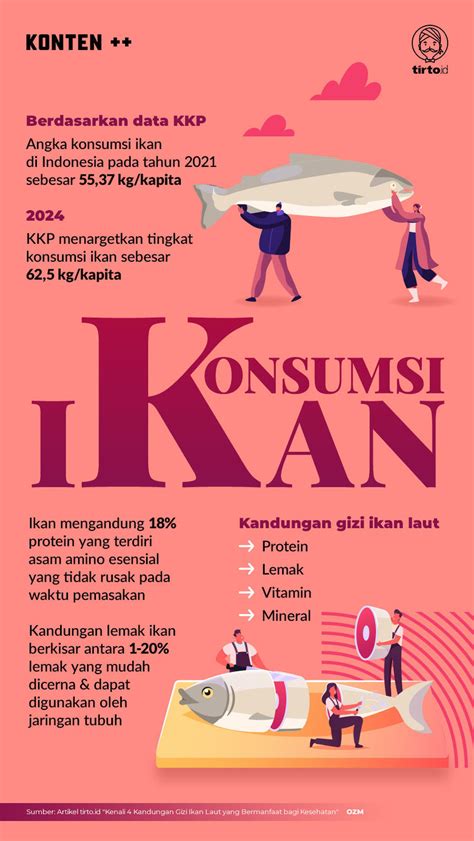 KONTEN ++
tirto.id
Berdasarkan data KKP
Angka konsumsi ikan
di Indonesia pada tahun 2021
sebesar 55,37 kg/kapita
2024
KKP menargetkan tingkat
konsumsi ikan sebesar
62,5 kg/kapita
KONSUMSI
IKAN
Ikan mengandung 18%
protein yang terdiri
asam amino esensial
yang tidak rusak pada
waktu pemasakan
Kandungan lemak ikan
berkisar antara 1-20%
lemak yang mudah
dicerna & dapat
digunakan oleh
jaringan tubuh
Kandungan gizi ikan laut
→ Protein
→ Lemak
→ Vitamin
→ Mineral
Sumber: Artikel tirto.id "Kenali 4 Kandungan Gizi Ikan Laut yang Bermanfaat bagi Kesehatan" OZM